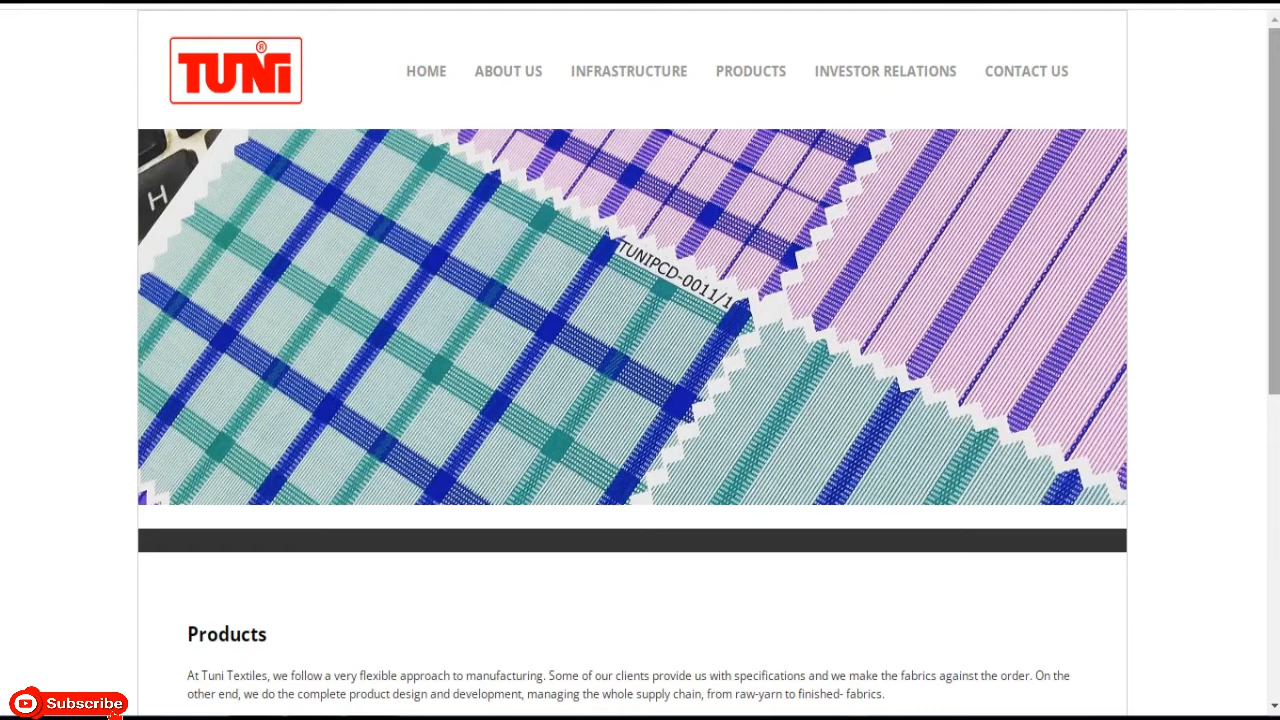 TUNi®
HOME ABOUT US INFRASTRUCTURE PRODUCTS INVESTOR RELATIONS CONTACT US
H
TUNIPCD-0011/1
Products
At Tuni Textiles, we follow a very flexible approach to manufacturing. Some of our clients provide us with specifications and we make the fabrics against the order. On the
other end, we do the complete product design and development, managing the whole supply chain, from raw-yarn to finished- fabrics.
Subscribe